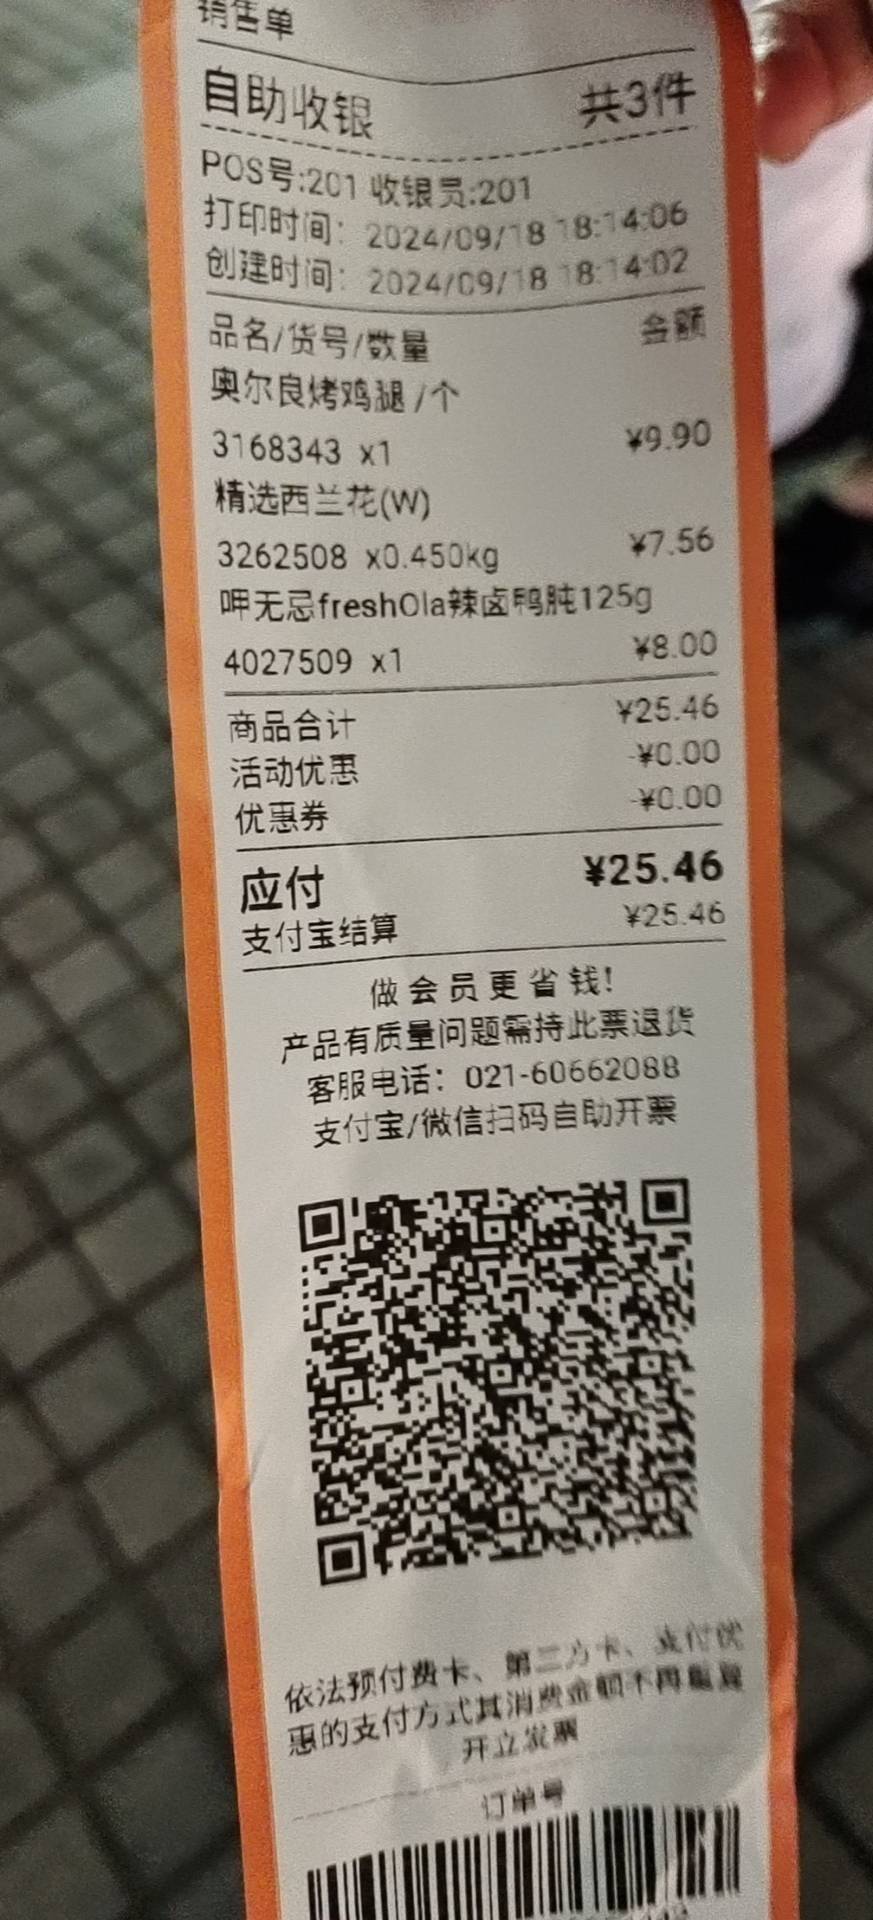 销售单
自助收银 共3件
POS号:201 收银员:201
打印时间: 2024/09/18 18:14:06
创建时间: 2024/09/18 18:14:02
品名/货号/数量 金额
奥尔良烤鸡腿/个
3168343 x1 ¥9.90
精选西兰花(W)
3262508 x0.450kg ¥7.56
呷无忌freshOla辣卤鸭肫125g
4027509 x1 ¥8.00
商品合计 ¥25.46
活动优惠 -¥0.00
优惠券 -¥0.00
应付 ¥25.46
支付宝结算 ¥25.46
做会员更省钱!
产品有质量问题需持此票退货
客服电话: 021-60662088
支付宝/微信扫码自助开票
依法预付费卡、第三方卡、支付优
惠的支付方式其消费金额不再重复
开立发票
订单号